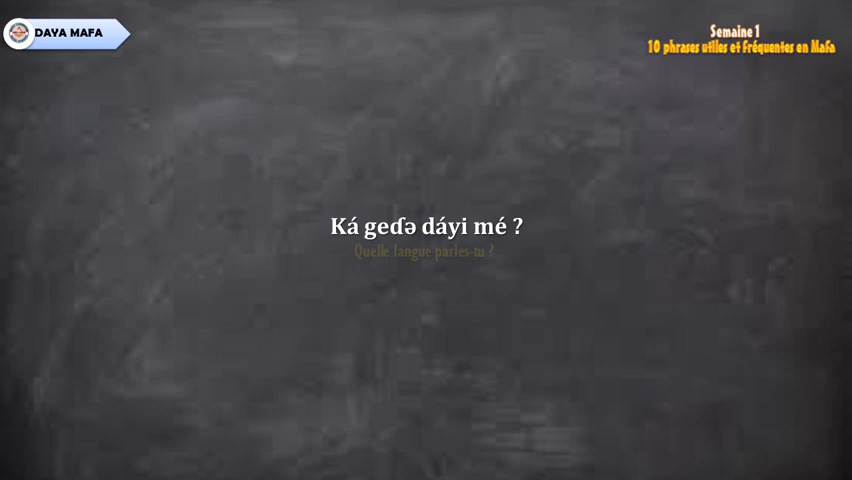 DAYA MAFA
Semaine 1
10 phrases utiles et fréquentes en Mafa
Ká geɗə dáyi mé ?
Quelle langue parles-tu ?